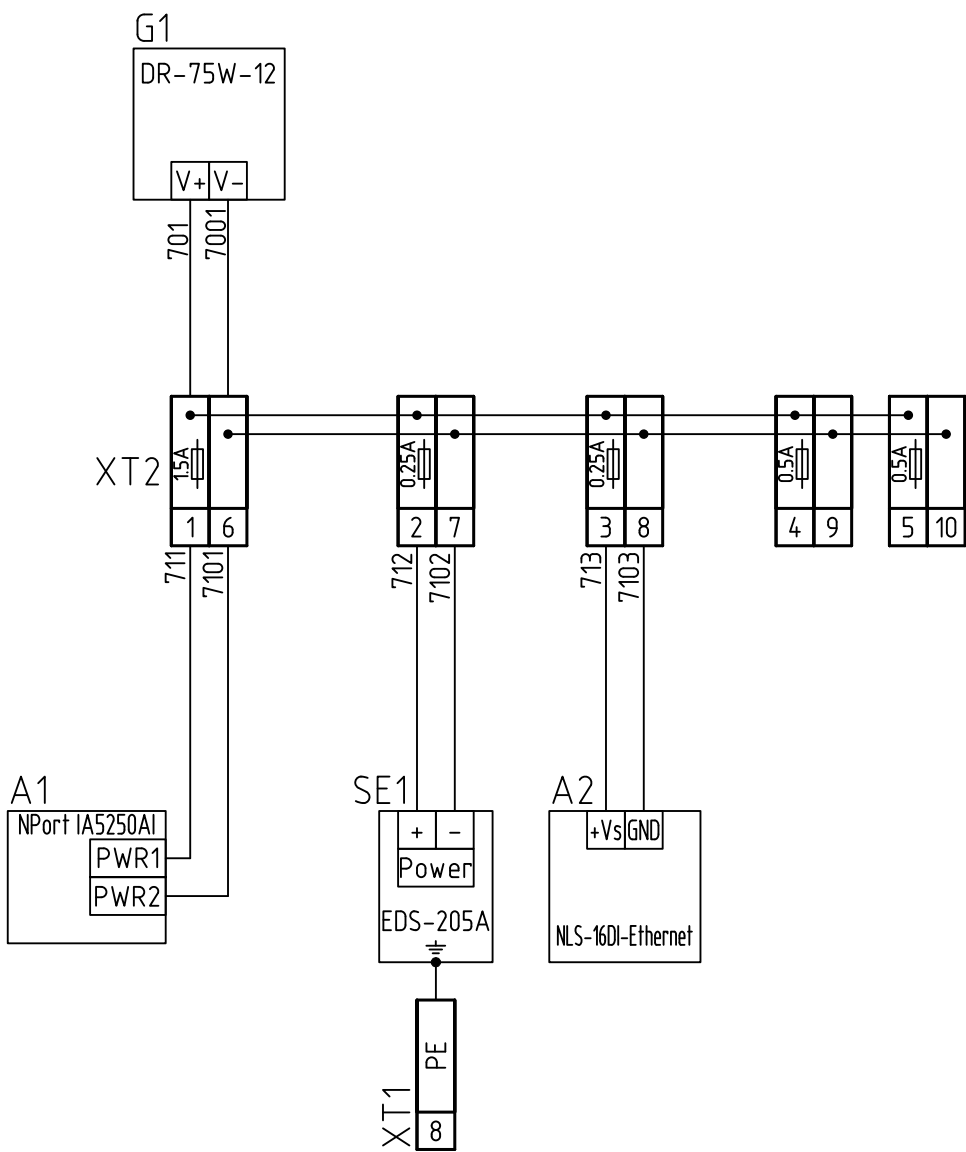 G1
DR-75W-12
V+ V-
701 7001
XT2
1.5A 0.25A 0.25A 0.5A 0.5A
1 6 2 7 3 8 4 9 5 10
711 7101 712 7102 713 7103
A1 SE1 A2
NPort IA5250AI
+ - +Vs GND
PWR1 Power
PWR2
EDS-205A
NLS-16DI-Ethernet
PE
XT1
8